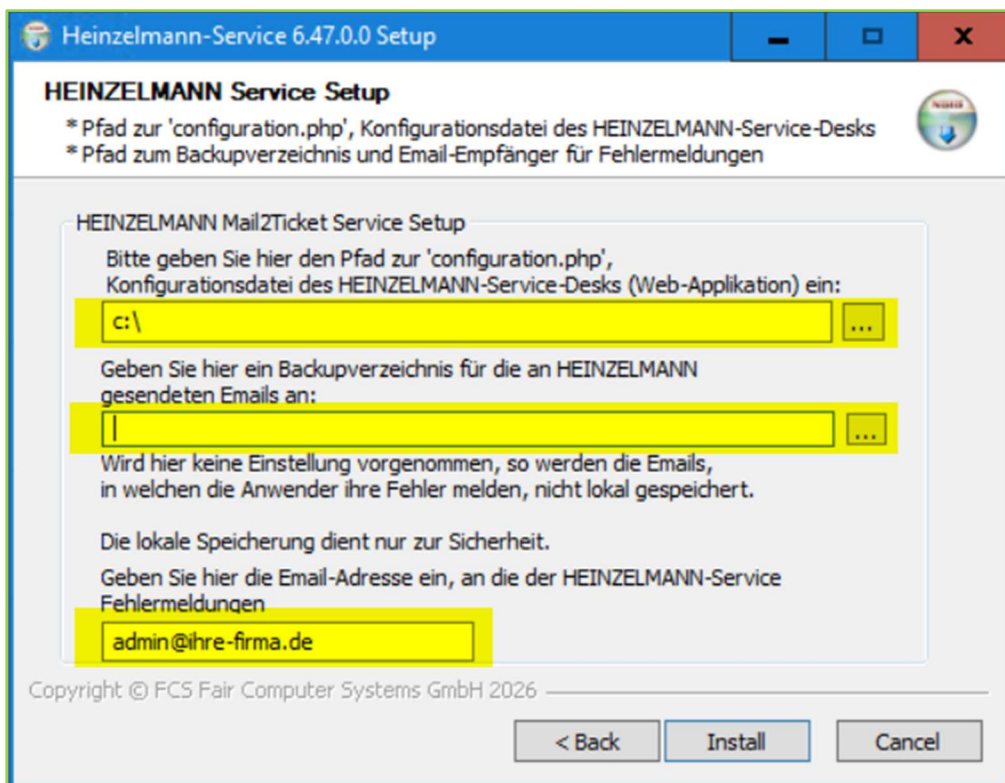 Heinzelmann-Service 6.47.0.0 Setup
HEINZELMANN Service Setup
* Pfad zur 'configuration.php', Konfigurationsdatei des HEINZELMANN-Service-Desks
* Pfad zum Backupverzeichnis und Email-Empfänger für Fehlermeldungen
HEINZELMANN Mail2Ticket Service Setup
Bitte geben Sie hier den Pfad zur 'configuration.php',
Konfigurationsdatei des HEINZELMANN-Service-Desks (Web-Applikation) ein:
c:\
...
Geben Sie hier ein Backupverzeichnis für die an HEINZELMANN
gesendeten Emails an:
...
Wird hier keine Einstellung vorgenommen, so werden die Emails,
in welchen die Anwender ihre Fehler melden, nicht lokal gespeichert.
Die lokale Speicherung dient nur zur Sicherheit.
Geben Sie hier die Email-Adresse ein, an die der HEINZELMANN-Service
Fehlermeldungen
admin@ihre-firma.de
Copyright © FCS Fair Computer Systems GmbH 2026
< Back
Install
Cancel